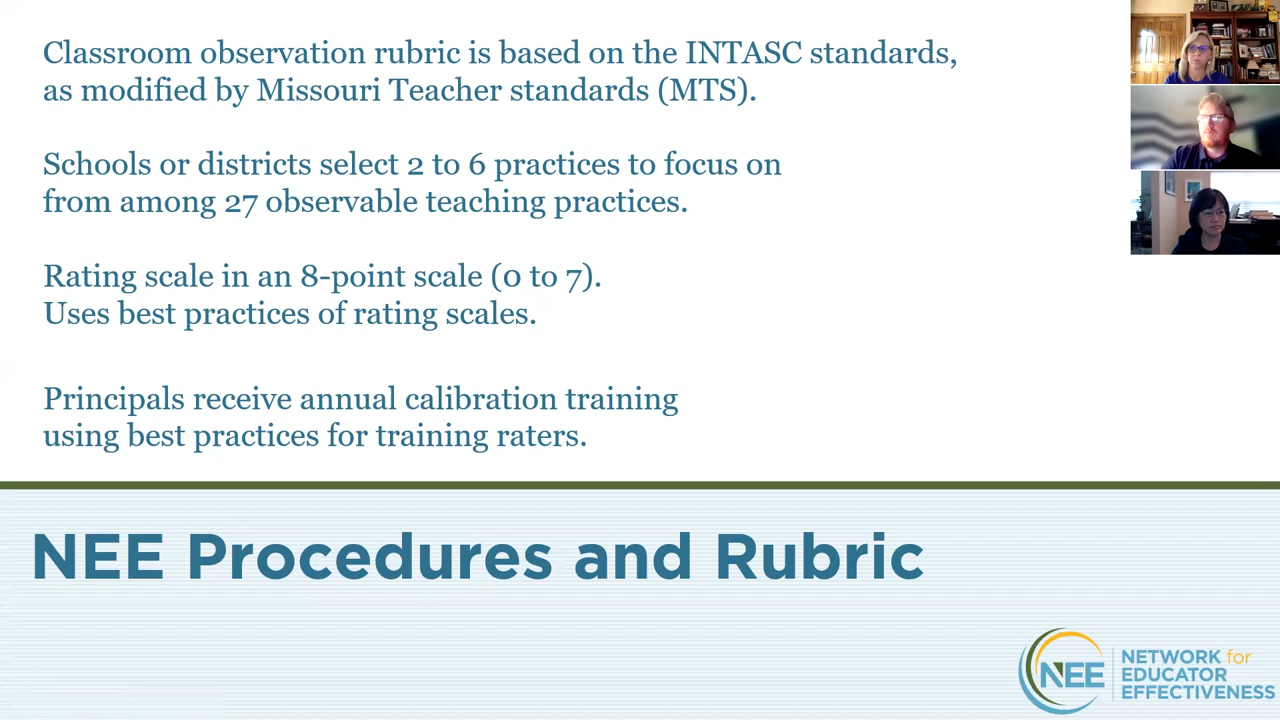 Classroom observation rubric is based on the INTASC standards,
as modified by Missouri Teacher standards (MTS).
Schools or districts select 2 to 6 practices to focus on
from among 27 observable teaching practices.
Rating scale in an 8-point scale (0 to 7).
Uses best practices of rating scales.
Principals receive annual calibration training
using best practices for training raters.
NEE Procedures and Rubric
NEE
NETWORK for
EDUCATOR
EFFECTIVENESS